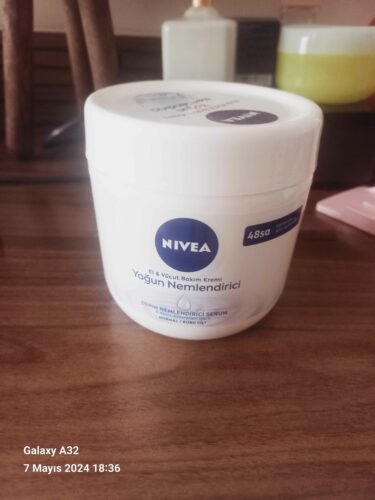 NIVEA
NIVEA
48sa
El & Vücut Bakım Kremi
Yoğun Nemlendirici
DERİN NEMLENDİRİCİ SERUM
NORMAL / KURU CİLT
Galaxy A32
7 Mayıs 2024 18:36